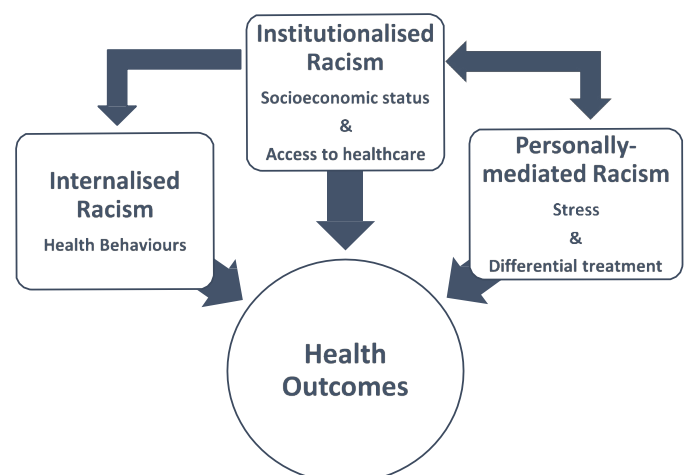 Institutionalised
Racism
Socioeconomic status
&
Access to healthcare
Internalised
Racism
Health Behaviours
Personally-
mediated Racism
Stress
&
Differential treatment
Health
Outcomes